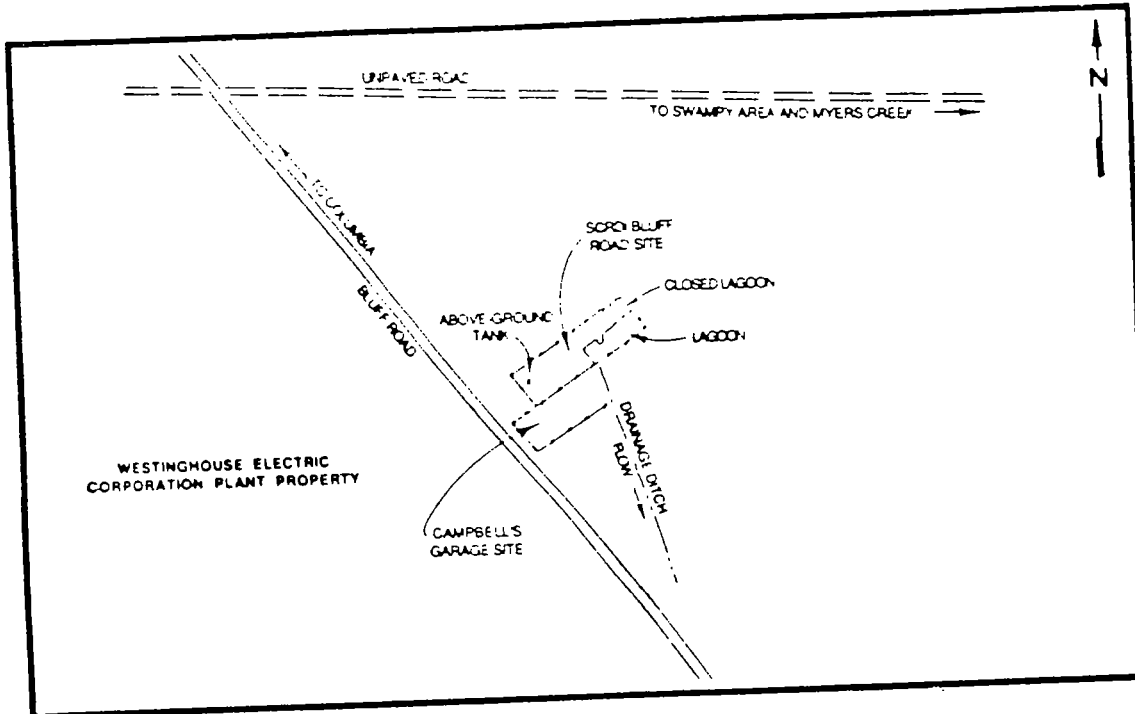 UNPAVED ROAD
N
TO SWAMPY AREA AND MYERS CREEK
TO COLUMBIA
BLUFF ROAD
SCRDI BLUFF
ROAD SITE
CLOSED LAGOON
ABOVE-GROUND
TANK
LAGOON
DRAINAGE DITCH
FLOW
WESTINGHOUSE ELECTRIC
CORPORATION PLANT PROPERTY
CAMPBELL'S
GARAGE SITE